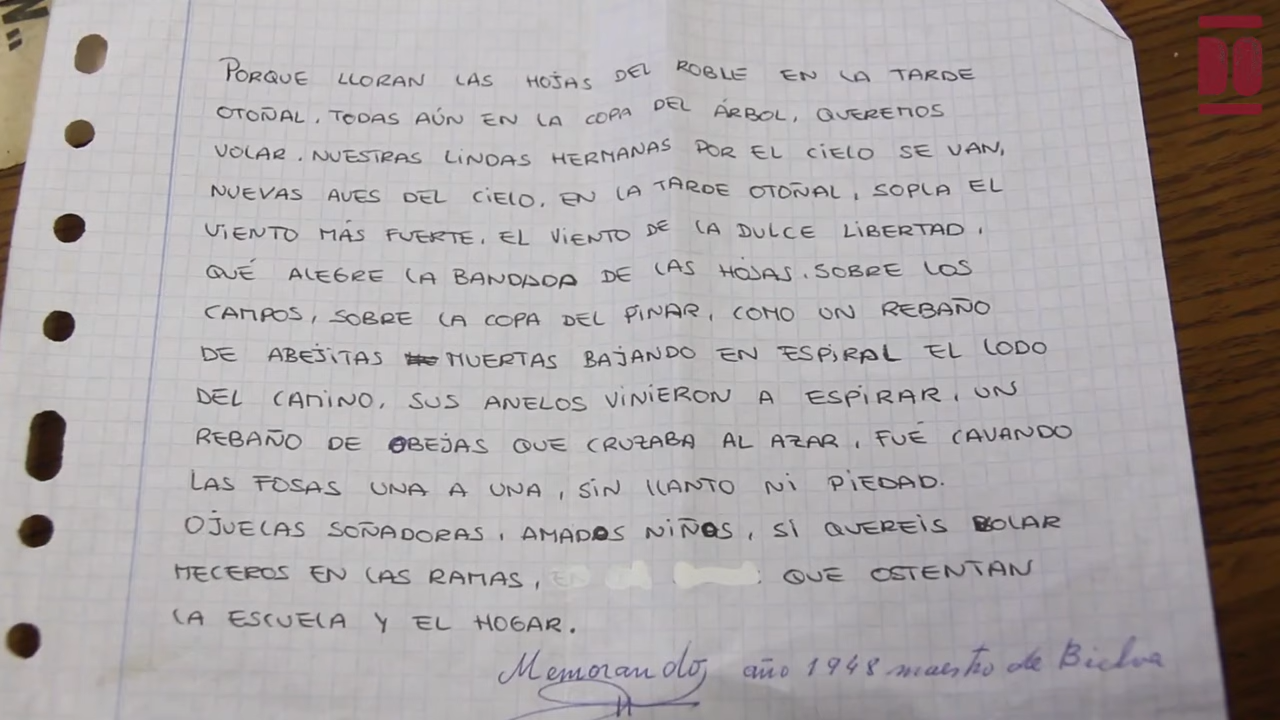 N."
DO
PORQUE LLORAN LAS HOJAS DEL ROBLE EN LA TARDE
OTOÑAL, TODAS AÚN EN LA COPA DEL ÁRBOL, QUEREMOS
VOLAR. NUESTRAS LINDAS HERMANAS POR EL CIELO SE VAN,
NUEVAS AVES DEL CIELO, EN LA TARDE OTOÑAL, SOPLA EL
VIENTO MÁS FUERTE, EL VIENTO DE LA DULCE LIBERTAD,
QUÉ ALEGRE LA BANDADA DE LAS HOJAS, SOBRE LOS
CAMPOS, SOBRE LA COPA DEL PINAR, COMO UN REBAÑO
DE ABEJITAS MUERTAS BAJANDO EN ESPIRAL EL LODO
DEL CAMINO, SUS ANELOS VINIERON A ESPIRAR, UN
REBAÑO DE OBEJAS QUE CRUZABA AL AZAR, FUÉ CAVANDO
LAS FOSAS UNA A UNA, SIN LLANTO NI PIEDAD.
OJUELAS SOÑADORAS, AMADOS NIÑOS, SI QUEREIS BOLAR
MECEROS EN LAS RAMAS, QUE OSTENTAN
LA ESCUELA Y EL HOGAR.
Memorando, año 1948 maestro de Bielva